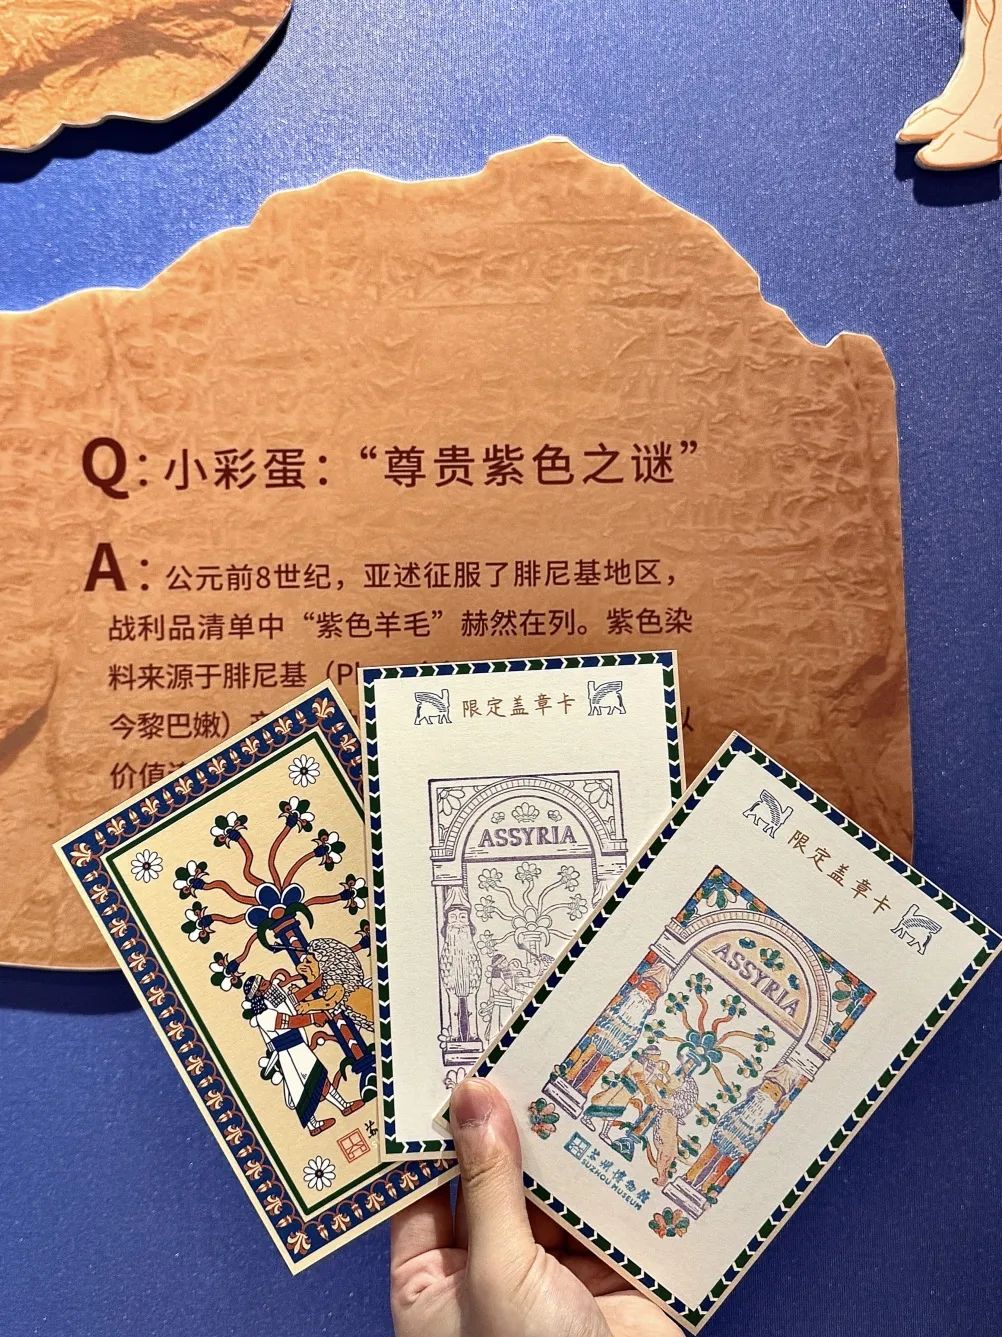 Q：小彩蛋：“尊贵紫色之谜”
A：公元前8世纪，亚述征服了腓尼基地区，
战利品清单中“紫色羊毛”赫然在列。紫色染
料来源于腓尼基（Ph
今黎巴嫩）
以
价值
限定盖章卡
ASSYRIA
限定盖章卡
ASSYRIA
苏州博物馆
SUZHOU MUSEUM